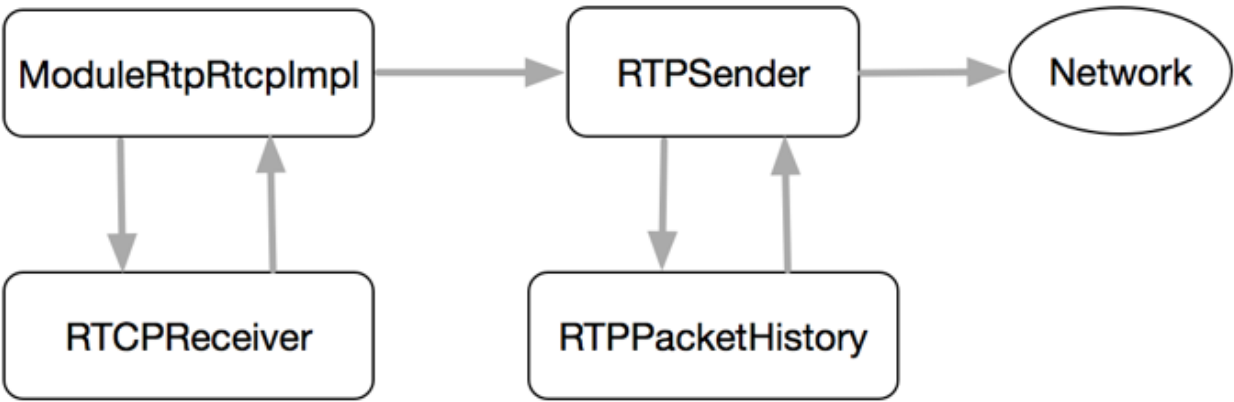 ModuleRtpRtcpImpl
RTPSender
Network
RTCPReceiver
RTPPacketHistory